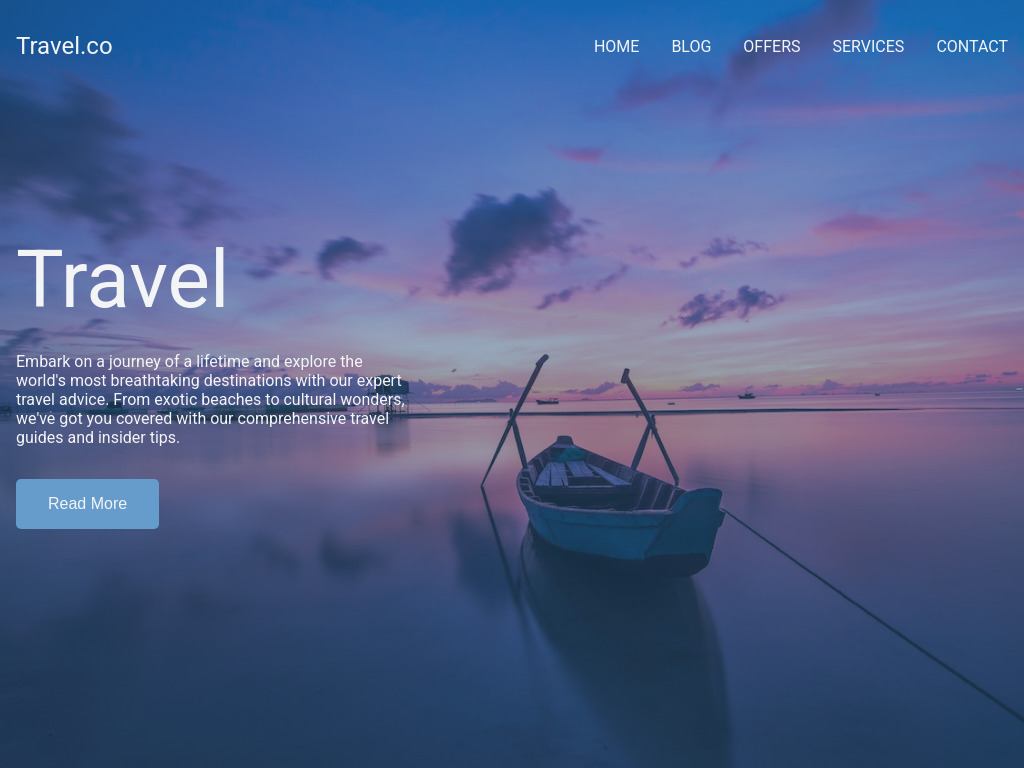 Travel.co
HOME BLOG OFFERS SERVICES CONTACT
Travel
Embark on a journey of a lifetime and explore the
world's most breathtaking destinations with our expert
travel advice. From exotic beaches to cultural wonders,
we've got you covered with our comprehensive travel
guides and insider tips.
Read More